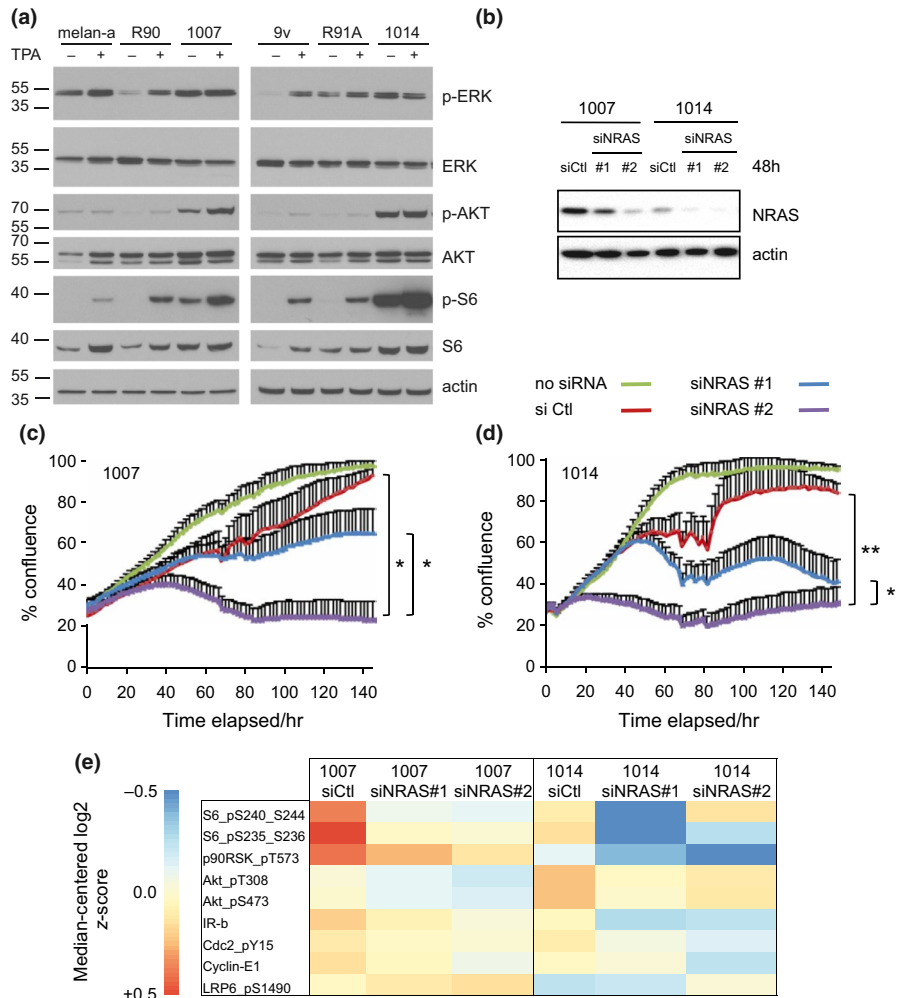 (a)
melan-a R90 1007 9v R91A 1014
TPA – + – + – + – + – + – +
55
35
p-ERK
55
35
ERK
70
55
p-AKT
70
55
AKT
40
p-S6
40
S6
55
35
actin
(b)
1007 1014
siNRAS siNRAS
siCtl #1 #2 siCtl #1 #2 48h
NRAS
actin
no siRNA
si Ctl
siNRAS #1
siNRAS #2
(c)
1007
% confluence
100
80
60
40
20
0
0 20 40 60 80 100 120 140
Time elapsed/hr
* *
(d)
1014
% confluence
100
80
60
40
20
0
0 20 40 60 80 100 120 140
Time elapsed/hr
**
*
(e)
Median-centered log2
z-score
–0.5
0.0
+0.5
1007 1007 1007 1014 1014 1014
siCtl siNRAS#1 siNRAS#2 siCtl siNRAS#1 siNRAS#2
S6_pS240_S244
S6_pS235_S236
p90RSK_pT573
Akt_pT308
Akt_pS473
IR-b
Cdc2_pY15
Cyclin-E1
LRP6_pS1490